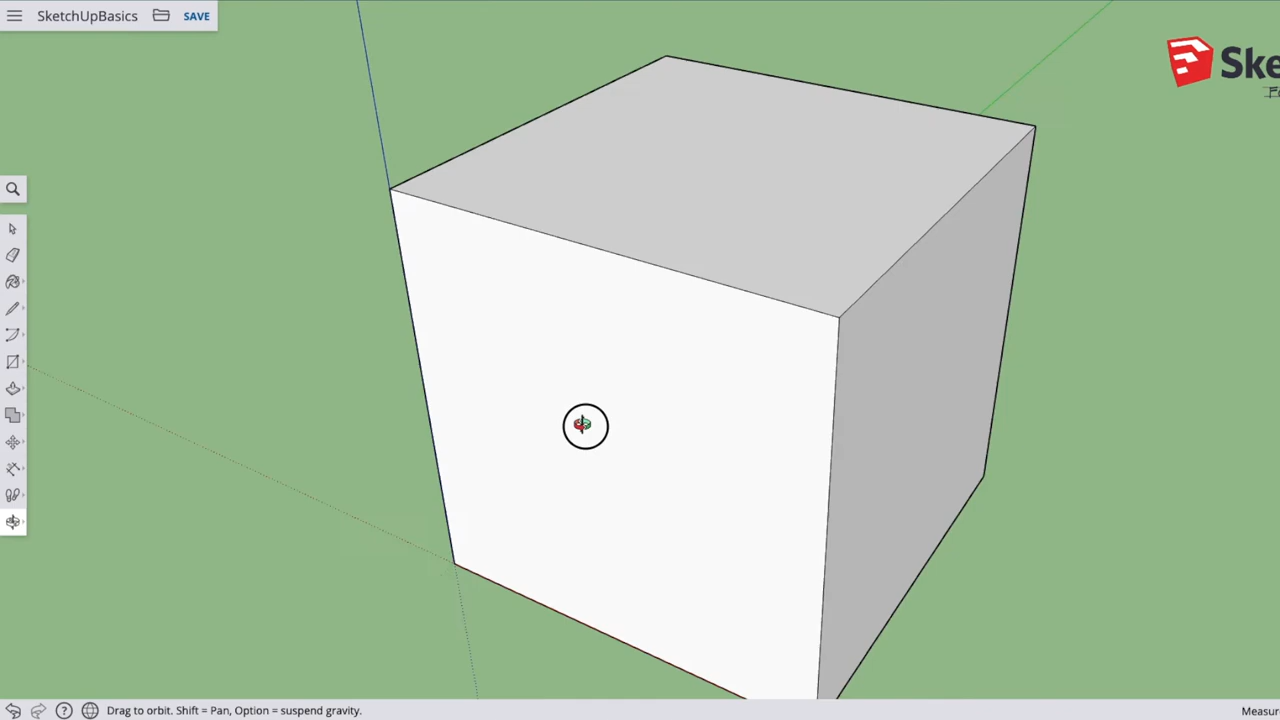 SketchUpBasics
SAVE
Ske
Drag to orbit. Shift = Pan, Option = suspend gravity.
Measur